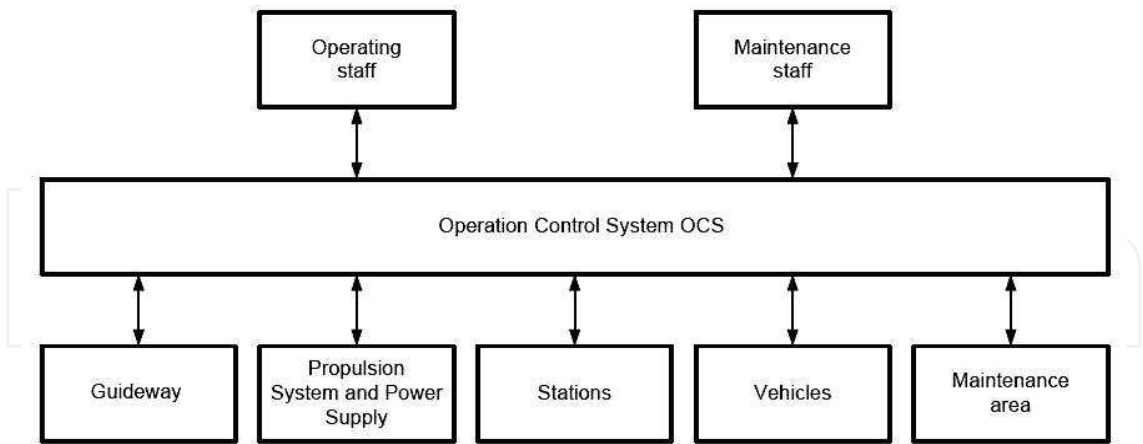 Operating
staff
Maintenance
staff
Operation Control System OCS
Guideway
Propulsion
System and Power
Supply
Stations
Vehicles
Maintenance
area